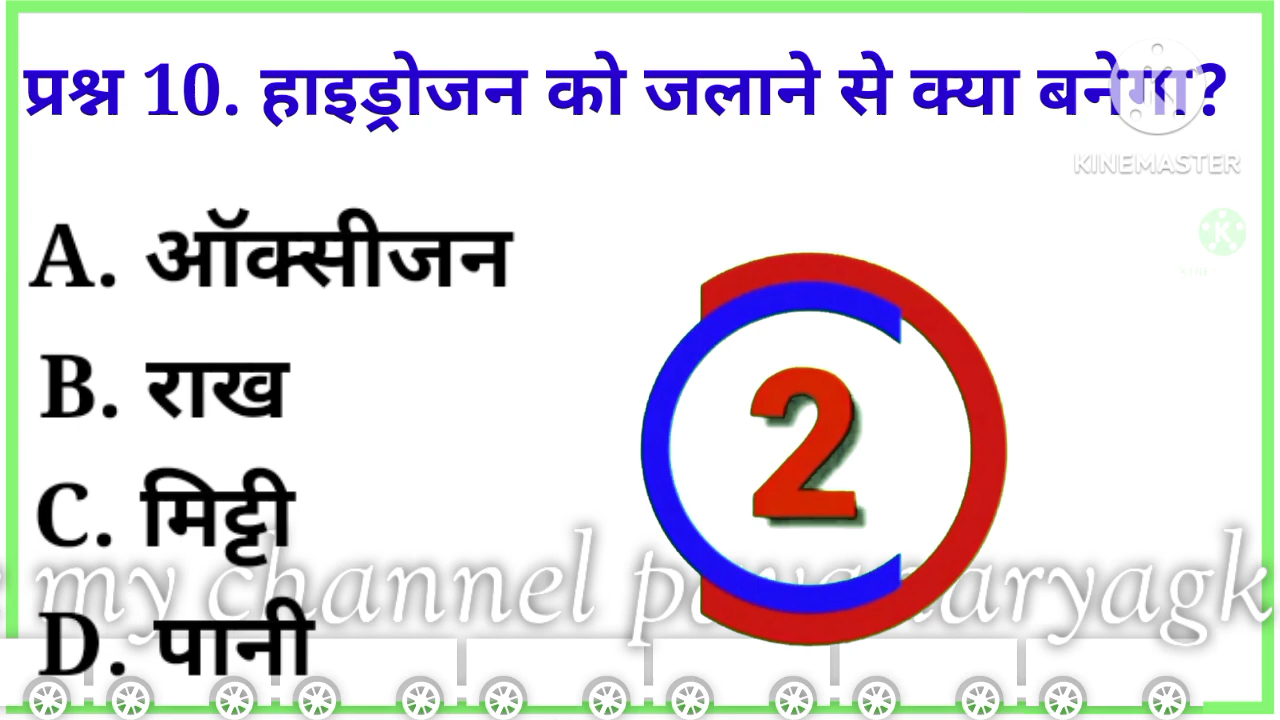 प्रश्न 10. हाइड्रोजन को जलाने से क्या बनेगा?
KINEMASTER
A. ऑक्सीजन
B. राख
2
C. मिट्टी
my channel
D. पानी